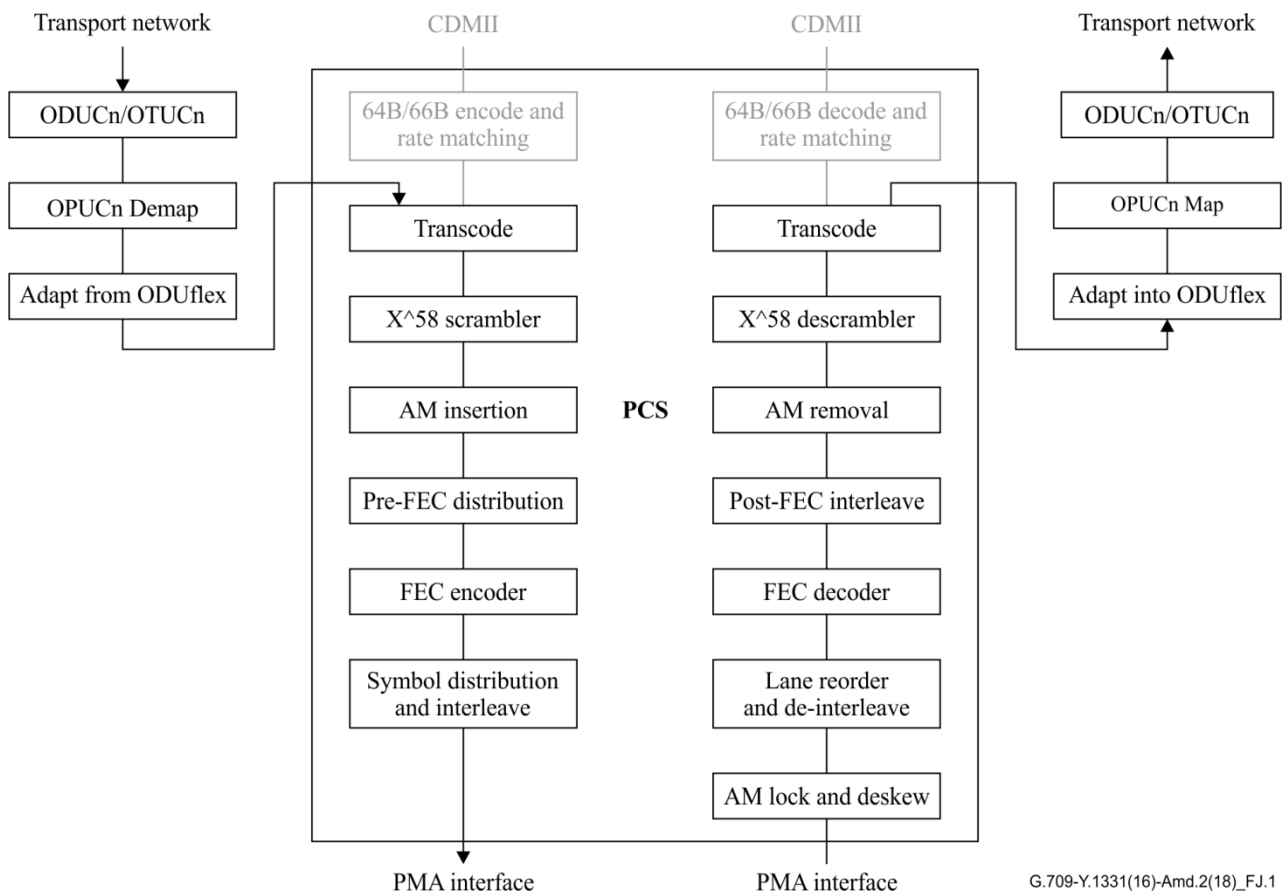 Transport network
CDMII
CDMII
Transport network
ODUCn/OTUCn
64B/66B encode and
rate matching
64B/66B decode and
rate matching
ODUCn/OTUCn
OPUCn Demap
Transcode
Transcode
OPUCn Map
Adapt from ODUflex
X^58 scrambler
X^58 descrambler
Adapt into ODUflex
AM insertion
PCS
AM removal
Pre-FEC distribution
Post-FEC interleave
FEC encoder
FEC decoder
Symbol distribution
and interleave
Lane reorder
and de-interleave
AM lock and deskew
PMA interface
PMA interface
G.709-Y.1331(16)-Amd.2(18)_FJ.1